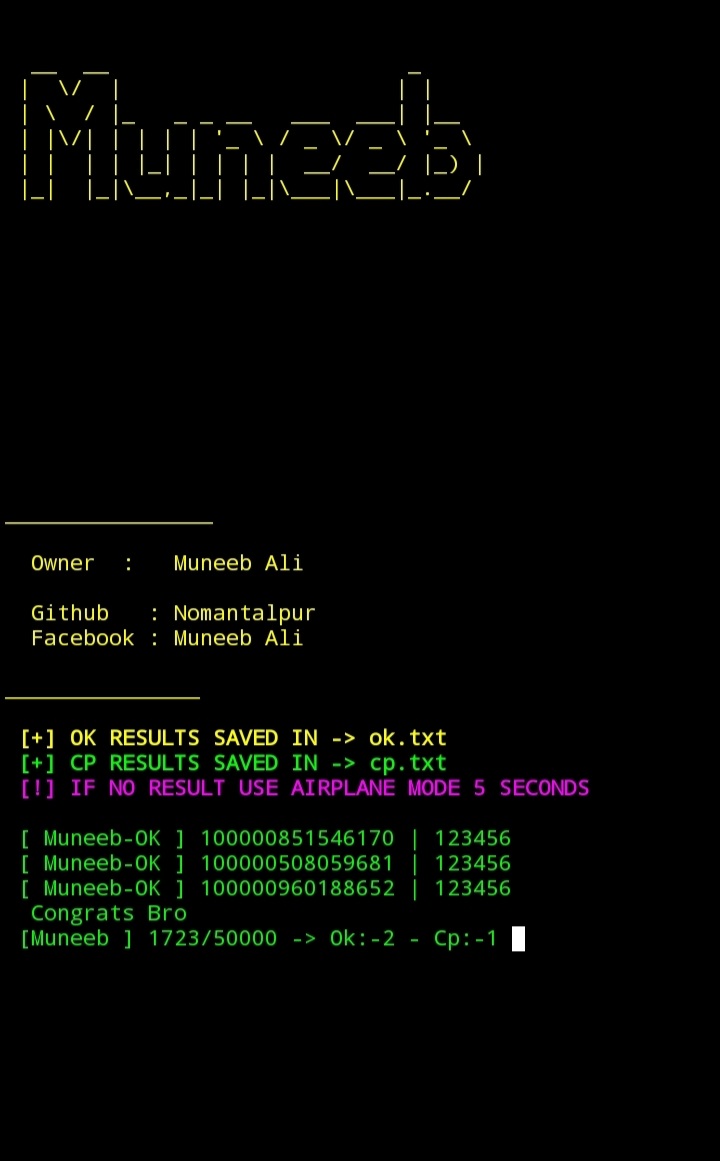 Muneeb
Owner : Muneeb Ali
Github : Nomantalpur
Facebook : Muneeb Ali
[+] OK RESULTS SAVED IN -> ok.txt
[+] CP RESULTS SAVED IN -> cp.txt
[!] IF NO RESULT USE AIRPLANE MODE 5 SECONDS
[ Muneeb-OK ] 100000851546170 | 123456
[ Muneeb-OK ] 100000508059681 | 123456
[ Muneeb-OK ] 100000960188652 | 123456
Congrats Bro
[Muneeb ] 1723/50000 -> Ok:-2 - Cp:-1